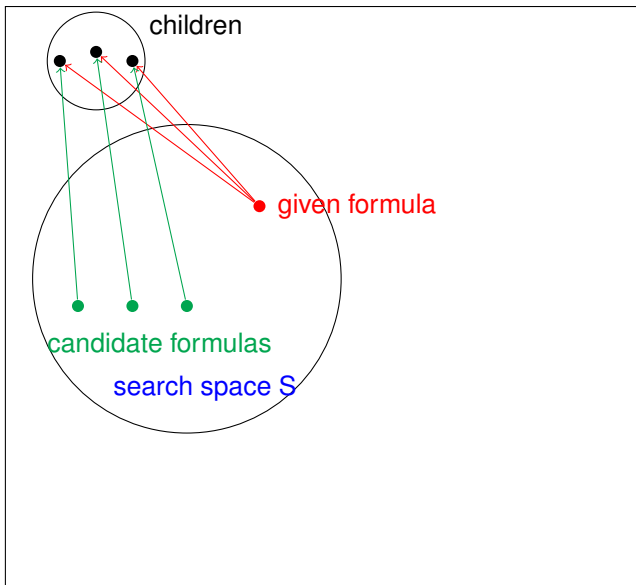 children
given formula
candidate formulas
search space S